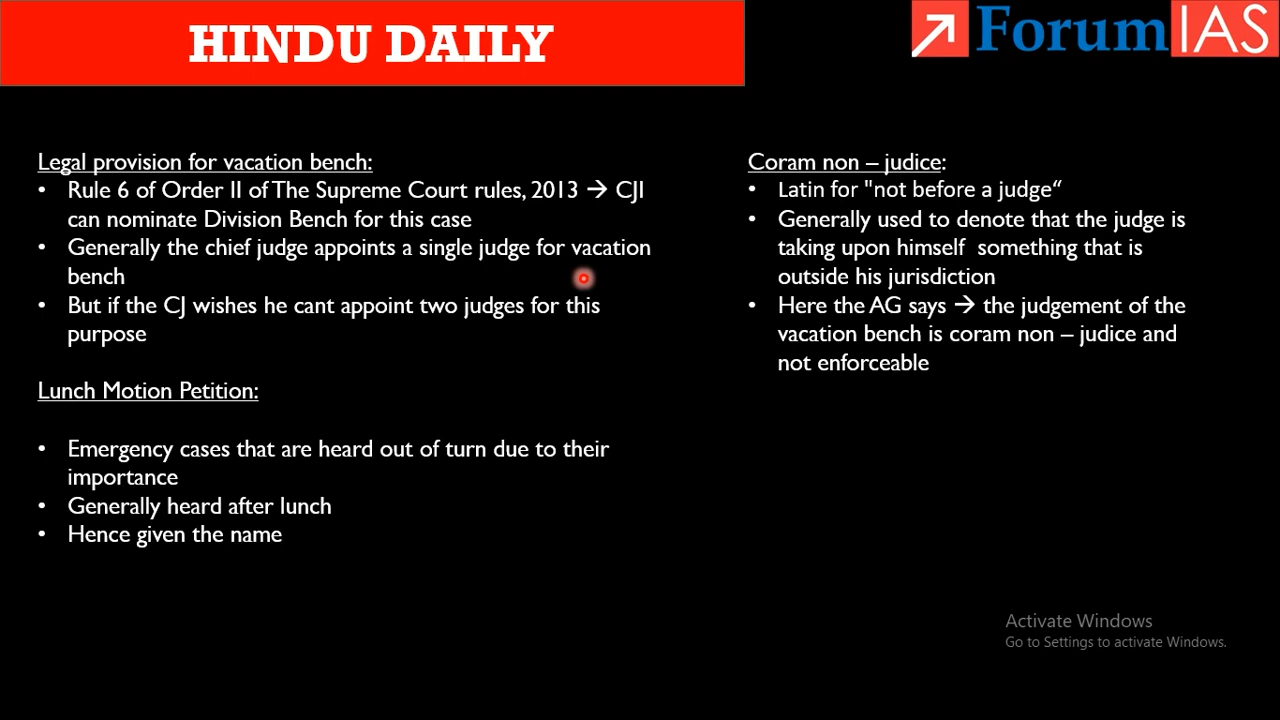 HINDU DAILY
ForumIAS
Legal provision for vacation bench:
• Rule 6 of Order II of The Supreme Court rules, 2013 → CJI
can nominate Division Bench for this case
• Generally the chief judge appoints a single judge for vacation
bench
• But if the CJ wishes he cant appoint two judges for this
purpose
Lunch Motion Petition:
• Emergency cases that are heard out of turn due to their
importance
• Generally heard after lunch
• Hence given the name
Coram non – judice:
• Latin for "not before a judge“
• Generally used to denote that the judge is
taking upon himself something that is
outside his jurisdiction
• Here the AG says → the judgement of the
vacation bench is coram non – judice and
not enforceable
Activate Windows
Go to Settings to activate Windows.